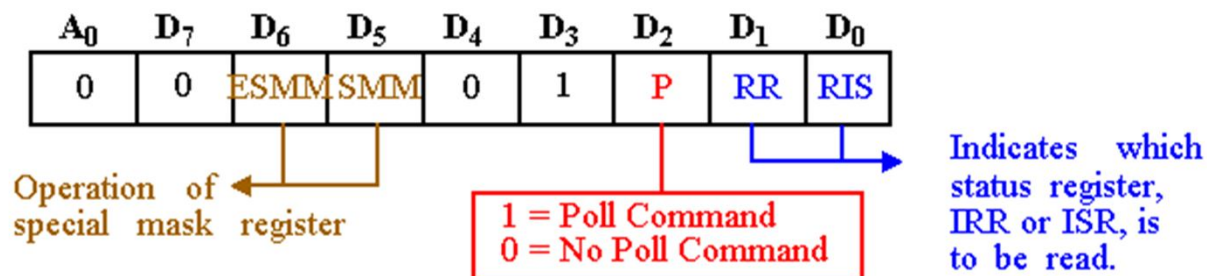 A0 D7 D6 D5 D4 D3 D2 D1 D0
0 0 ESMM SMM 0 1 P RR RIS
Operation of
special mask register
1 = Poll Command
0 = No Poll Command
Indicates which
status register,
IRR or ISR, is
to be read.